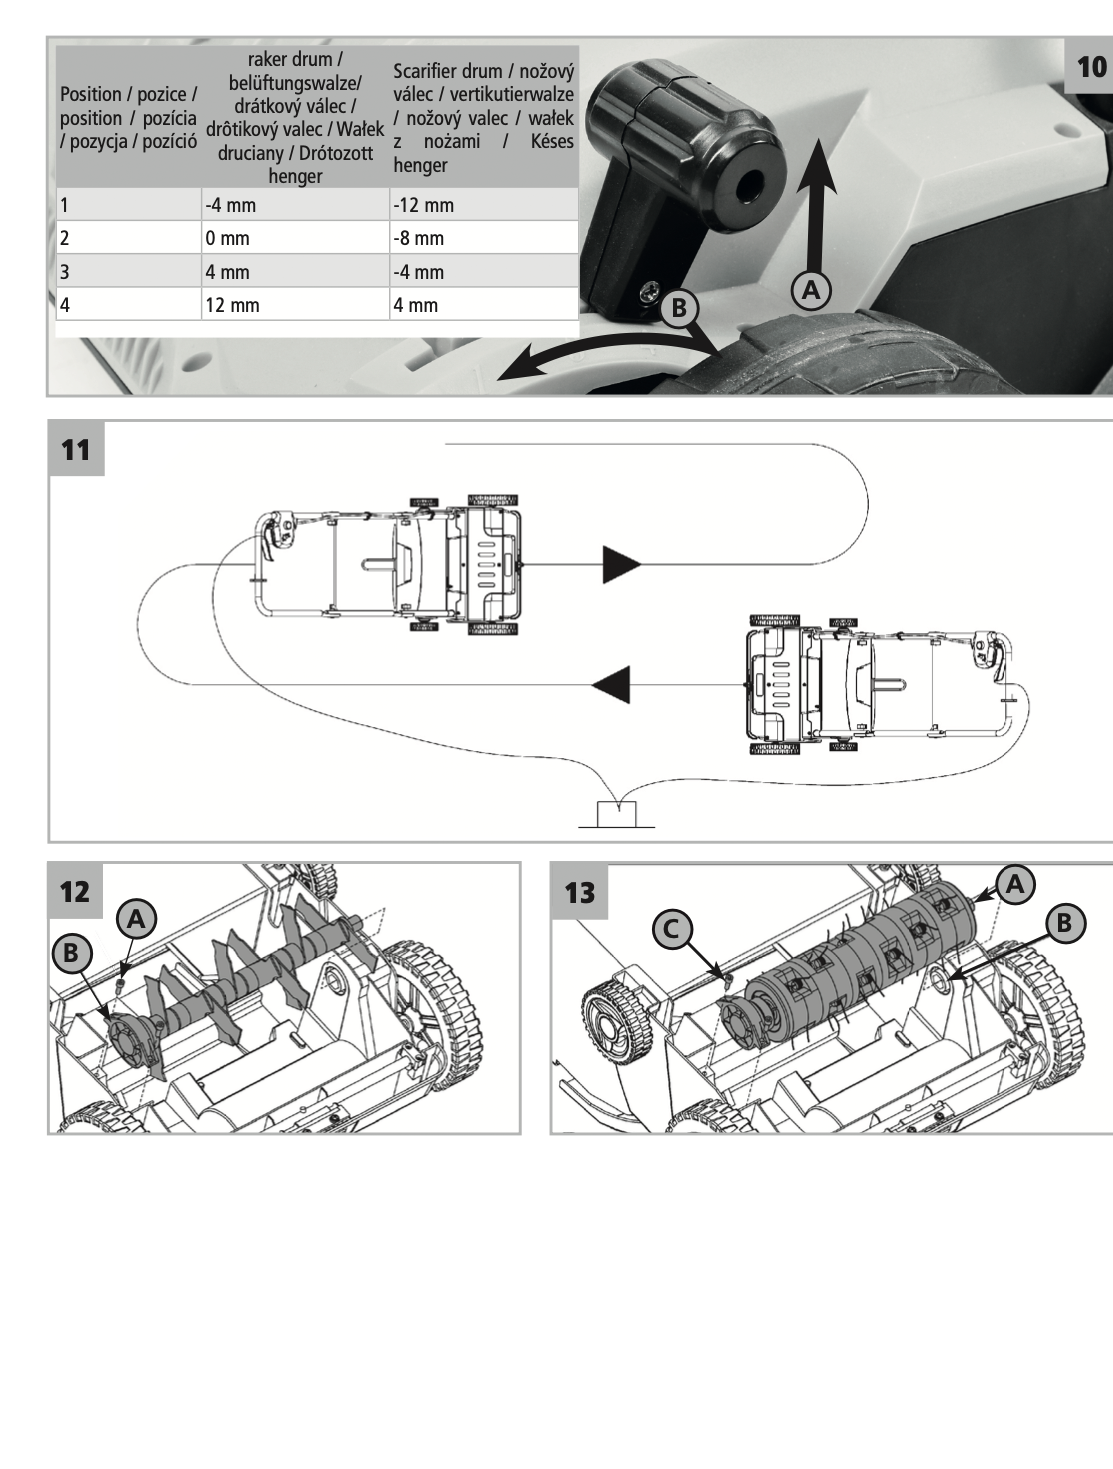 10
Position / pozice /
position / pozícia
/ pozycja / pozíció
raker drum /
belüftungswalze/
drátkový válec /
drôtikový valec / Wałek
druciany / Drótozott
henger
Scarifier drum / nožový
válec / vertikutierwalze
/ nožový valec / wałek
z nożami / Késes
henger
1 -4 mm -12 mm
2 0 mm -8 mm
3 4 mm -4 mm
4 12 mm 4 mm
A
B
11
12
A
B
13
A
B
C